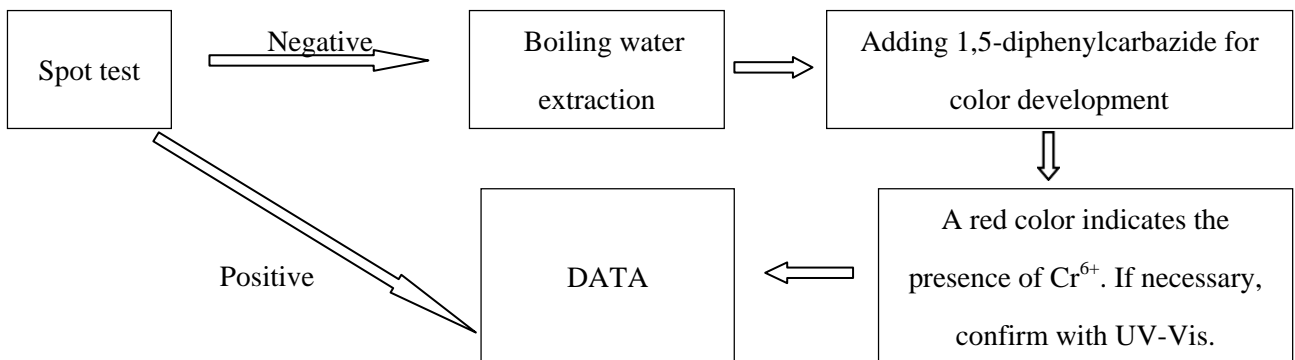 Spot test
Negative
Boiling water
extraction
Adding 1,5-diphenylcarbazide for
color development
A red color indicates the
presence of Cr⁶⁺. If necessary,
confirm with UV-Vis.
DATA
Positive